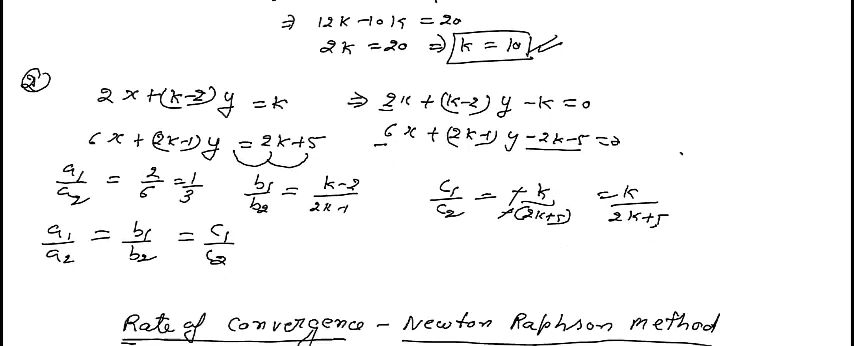 ⇒ 12k - 10k = 20
2k = 20 ⇒ k = 10
② 
2x + (k-2)y = k ⇒ 2x + (k-2)y - k = 0
6x + (2k-1)y = 2k+5 6x + (2k-1)y - 2k - 5 = 0
a1/a2 = 2/6 = 1/3 b1/b2 = k-2/2k-1 c1/c2 = -k/-(2k+5) = k/2k+5
a1/a2 = b1/b2 = c1/c2
Rate of convergence - Newton Raphson method